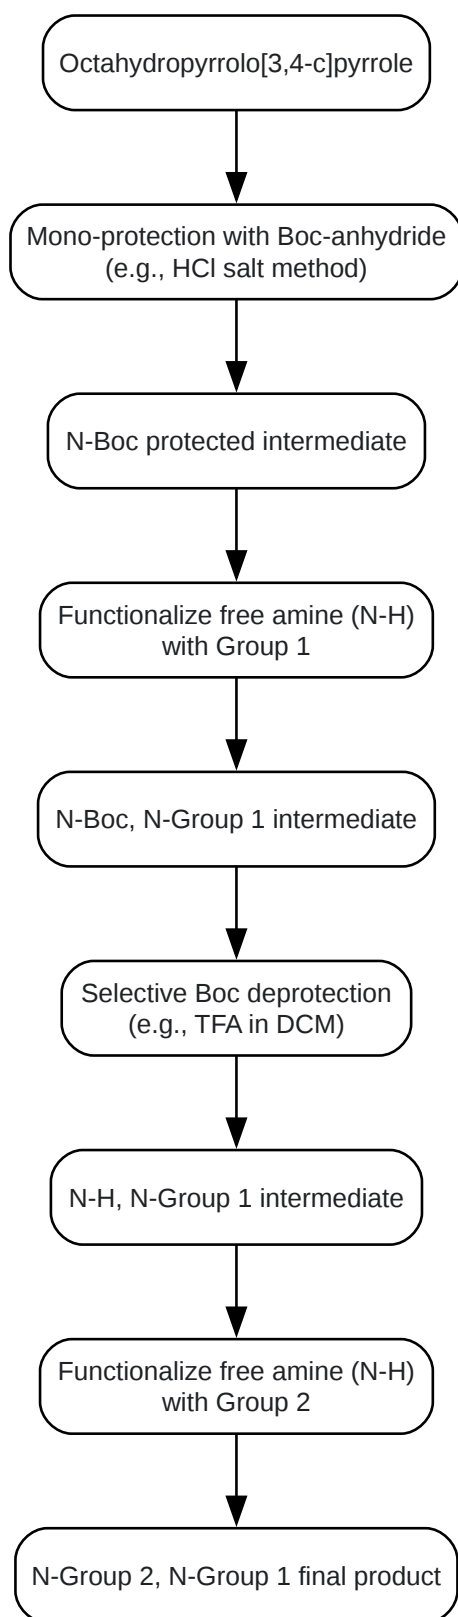 Octahydropyrrolo[3,4-c]pyrrole
Mono-protection with Boc-anhydride
(e.g., HCl salt method)
N-Boc protected intermediate
Functionalize free amine (N-H)
with Group 1
N-Boc, N-Group 1 intermediate
Selective Boc deprotection
(e.g., TFA in DCM)
N-H, N-Group 1 intermediate
Functionalize free amine (N-H)
with Group 2
N-Group 2, N-Group 1 final product